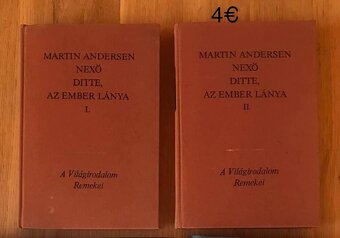 4€
MARTIN ANDERSEN
NEXÖ
DITTE,
AZ EMBER LÁNYA
I.
A Világirodalom
Remekei
MARTIN ANDERSEN
NEXÖ
DITTE,
AZ EMBER LÁNYA
II.
A Világirodalom
Remekei